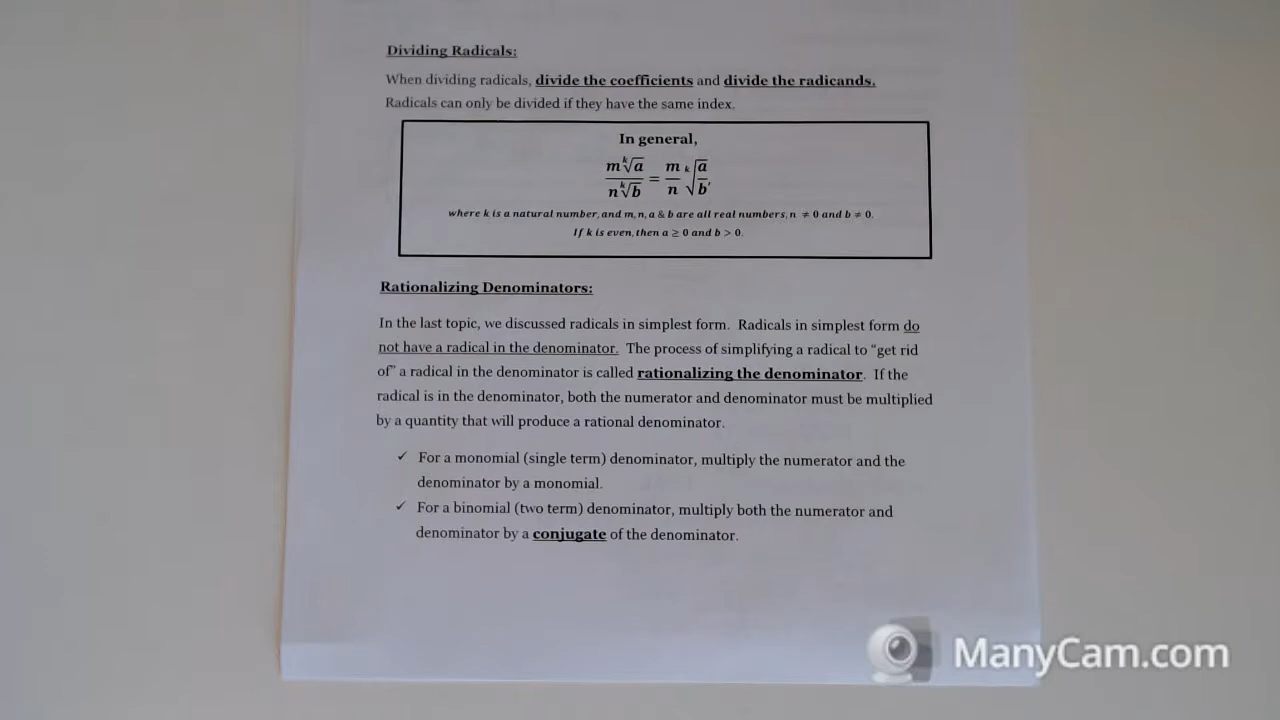 Dividing Radicals:
When dividing radicals, divide the coefficients and divide the radicands.
Radicals can only be divided if they have the same index.
In general,
m ᵏ√a / n ᵏ√b = m/n ᵏ√(a/b),
where k is a natural number, and m, n, a & b are all real numbers, n ≠ 0 and b ≠ 0.
If k is even, then a ≥ 0 and b > 0.
Rationalizing Denominators:
In the last topic, we discussed radicals in simplest form. Radicals in simplest form do
not have a radical in the denominator. The process of simplifying a radical to “get rid
of” a radical in the denominator is called rationalizing the denominator. If the
radical is in the denominator, both the numerator and denominator must be multiplied
by a quantity that will produce a rational denominator.
✓ For a monomial (single term) denominator, multiply the numerator and the
denominator by a monomial.
✓ For a binomial (two term) denominator, multiply both the numerator and
denominator by a conjugate of the denominator.
ManyCam.com